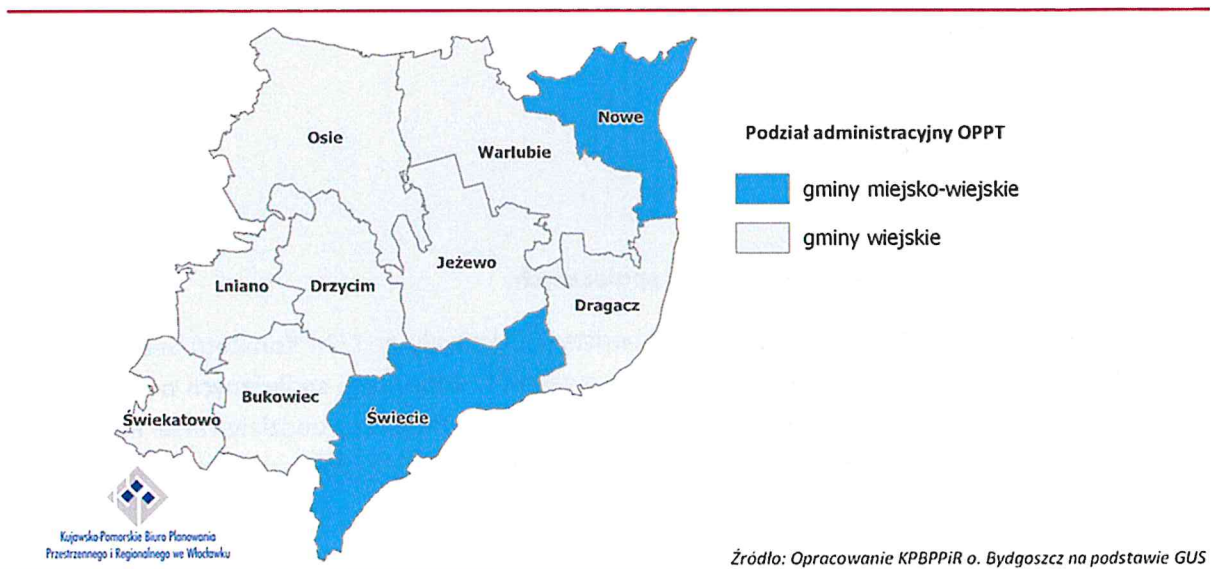 Osie
Nowe
Warlubie
Podział administracyjny OPPT
gminy miejsko-wiejskie
gminy wiejskie
Lniano
Drzycim
Jeżewo
Dragacz
Świekatowo
Bukowiec
Świecie
Kujawsko-Pomorskie Biuro Planowania
Przestrzennego i Regionalnego we Włocławku
Źródło: Opracowanie KPBPPiR o. Bydgoszcz na podstawie GUS